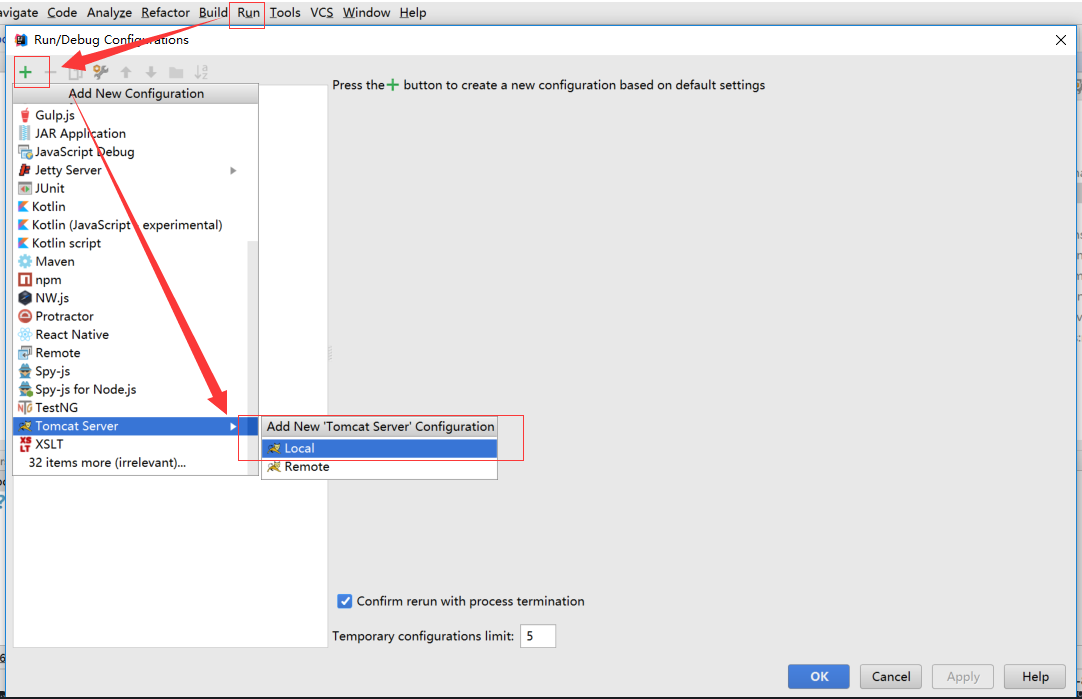 avigate Code Analyze Refactor Build Run Tools VCS Window Help
Run/Debug Configurations
Add New Configuration
Press the + button to create a new configuration based on default settings
Gulp.js
JAR Application
JavaScript Debug
Jetty Server
JUnit
Kotlin
Kotlin (JavaScript - experimental)
Kotlin script
Maven
npm
NW.js
Protractor
React Native
Remote
Spy-js
Spy-js for Node.js
TestNG
Tomcat Server
XSLT
32 items more (irrelevant)...
Add New 'Tomcat Server' Configuration
Local
Remote
Confirm rerun with process termination
Temporary configurations limit: 5
OK Cancel Apply Help